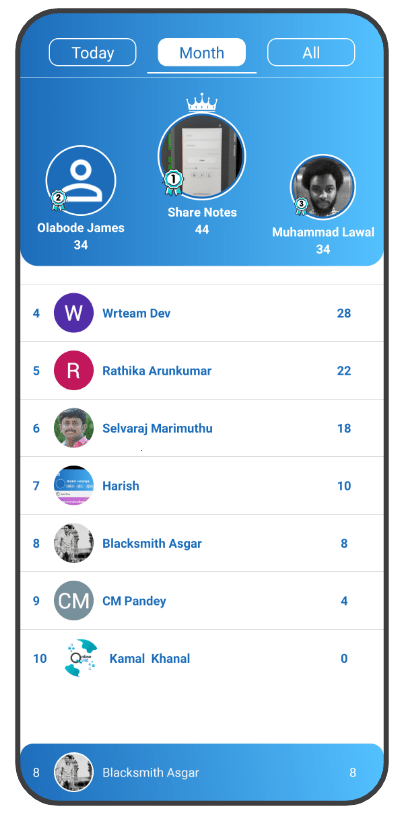 Today Month All
1
2
3
Share Notes
44
Olabode James
34
Muhammad Lawal
34
4 W Wrteam Dev 28
5 R Rathika Arunkumar 22
6 Selvaraj Marimuthu 18
7 Harish 10
8 Blacksmith Asgar 8
9 CM CM Pandey 4
10 Kamal Khanal 0
8 Blacksmith Asgar 8